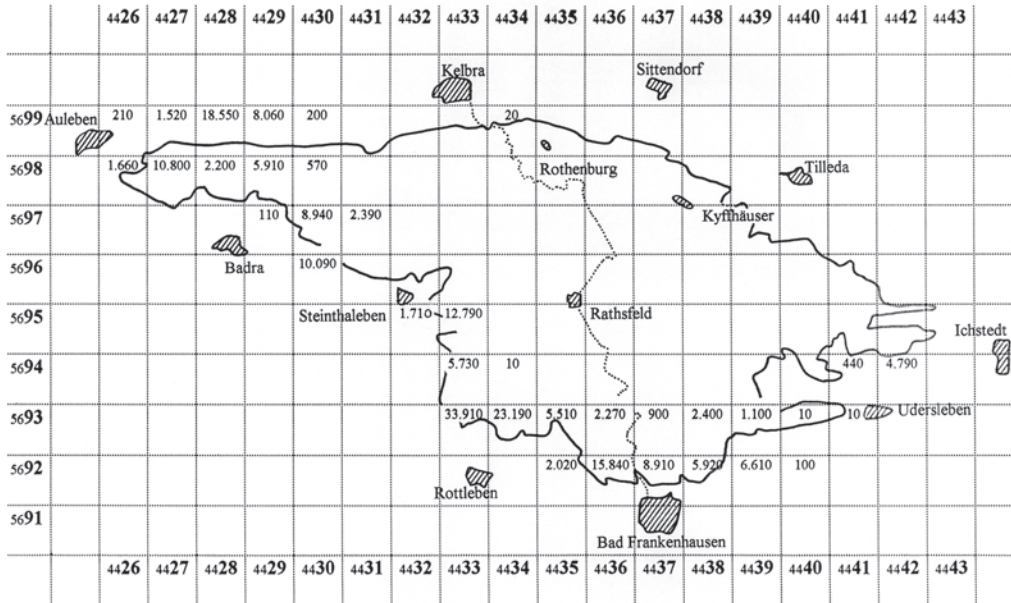 4426 4427 4428 4429 4430 4431 4432 4433 4434 4435 4436 4437 4438 4439 4440 4441 4442 4443
Kelbra Sittendorf
5699 Auleben 210 1.520 18.550 8.060 200 20
5698 1.660 10.800 2.200 5.910 570 Rothenburg Tilleda
5697 110 8.940 2.390 Kyffhäuser
5696 Badra 10.090
5695 Steinthaleben 1.710 12.790 Rathsfeld Ichstedt
5694 5.730 10 440 4.790
5693 33.910 23.190 5.510 2.270 900 2.400 1.100 10 10 Udersleben
5692 2.020 15.840 8.910 5.920 6.610 100
Rottleben
5691
Bad Frankenhausen
4426 4427 4428 4429 4430 4431 4432 4433 4434 4435 4436 4437 4438 4439 4440 4441 4442 4443